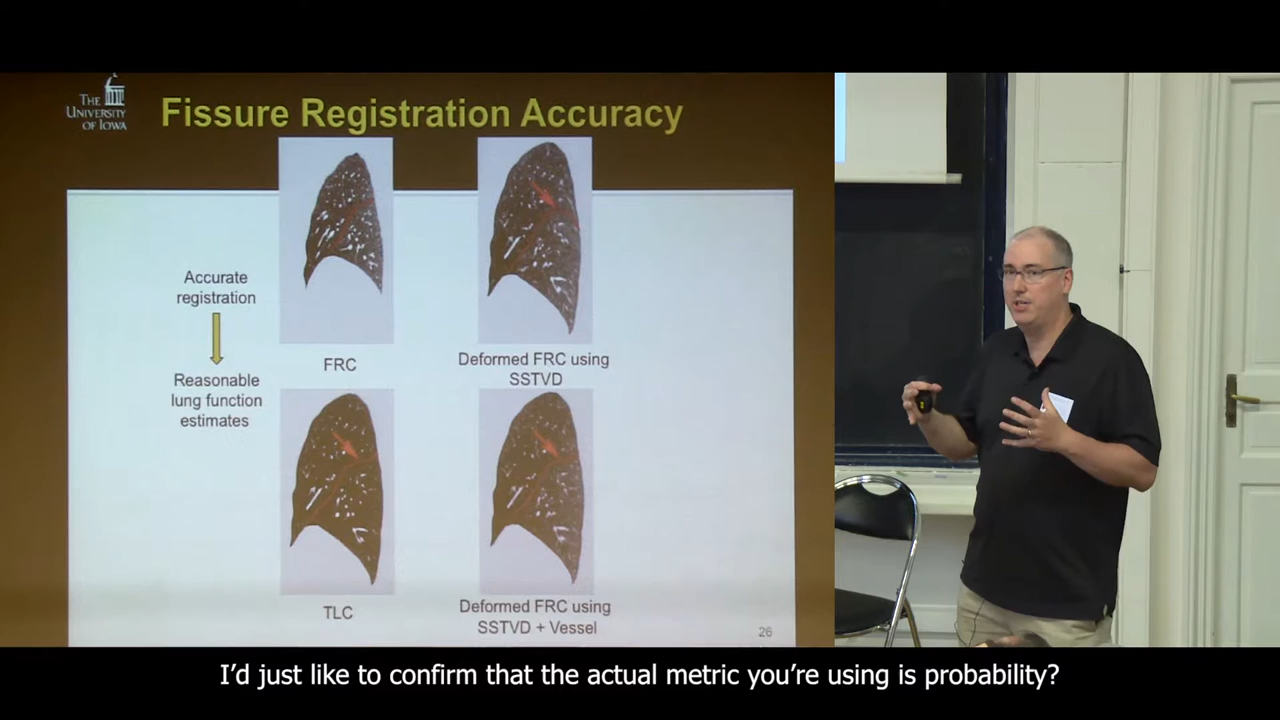 THE
UNIVERSITY
OF IOWA
Fissure Registration Accuracy
Accurate
registration
Reasonable
lung function
estimates
FRC
Deformed FRC using
SSTVD
TLC
Deformed FRC using
SSTVD + Vessel
26
I'd just like to confirm that the actual metric you're using is probability?